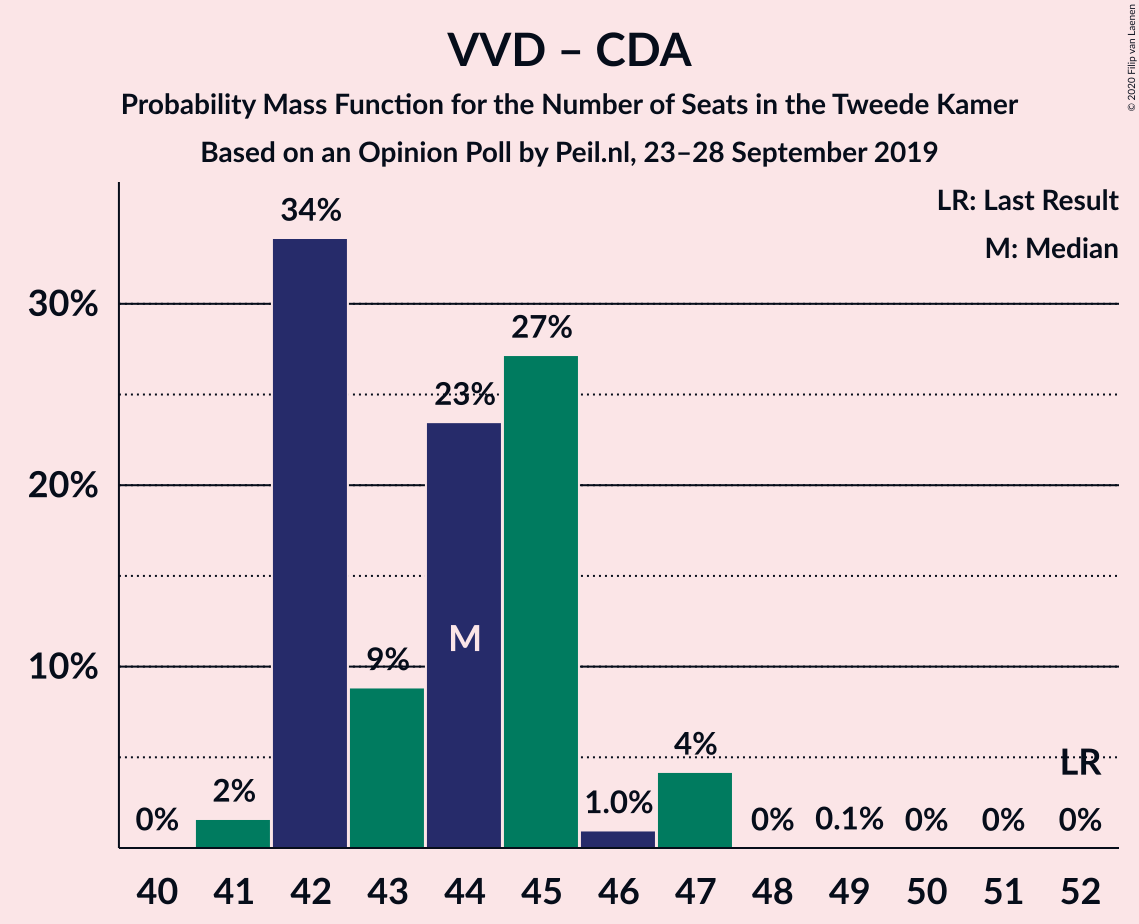 VVD – CDA
Probability Mass Function for the Number of Seats in the Tweede Kamer
Based on an Opinion Poll by Peil.nl, 23–28 September 2019
© 2020 Filip van Laenen
LR: Last Result
M: Median
30%
20%
10%
0%
2%
34%
9%
23%
27%
1.0%
4%
0%
0.1%
0%
0%
0%
M
LR
40 41 42 43 44 45 46 47 48 49 50 51 52